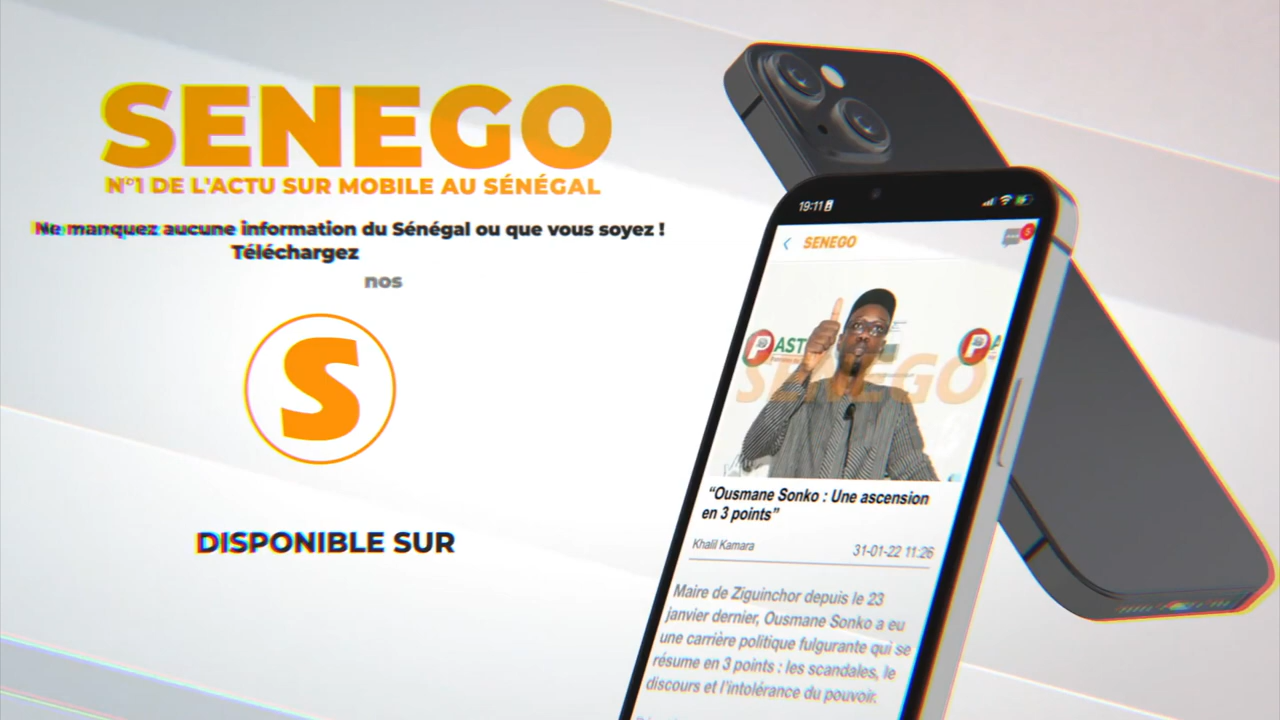 SENEGO
N°1 DE L'ACTU SUR MOBILE AU SÉNÉGAL
Ne manquez aucune information du Sénégal ou que vous soyez !
Téléchargez
nos
S
DISPONIBLE SUR
19:11
SENEGO
5
PAST
PA
SENEGO
“Ousmane Sonko : Une ascension
en 3 points”
Khalil Kamara 31-01-22 11:26
Maire de Ziguinchor depuis le 23
janvier dernier, Ousmane Sonko a eu
une carrière politique fulgurante qui se
résume en 3 points : les scandales, le
discours et l'intolérance du pouvoir.